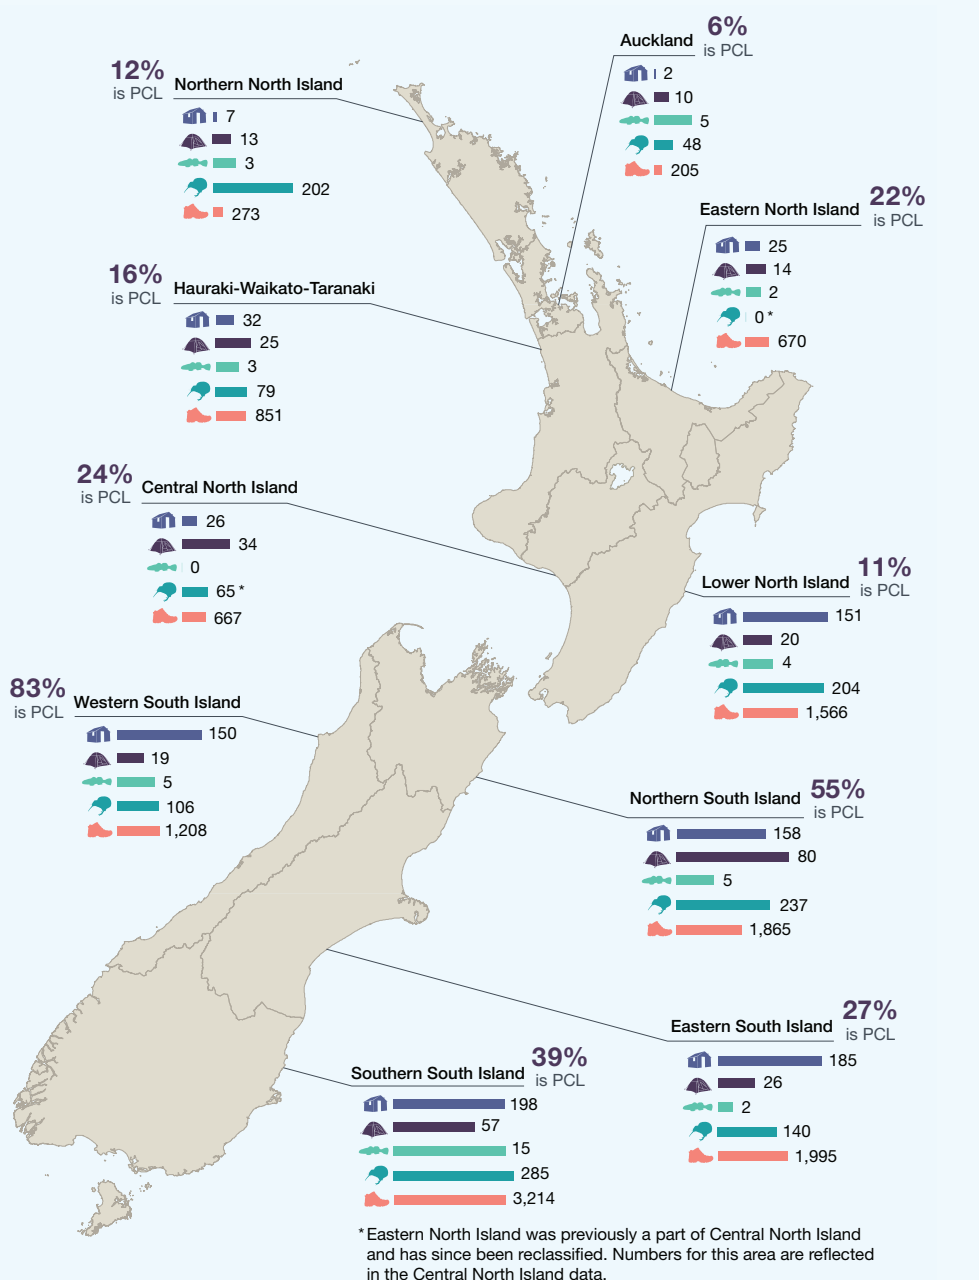 6%
is PCL
Auckland
2
10
5
48
205
12%
is PCL
Northern North Island
7
13
3
202
273
22%
is PCL
Eastern North Island
25
14
2
0 *
670
16%
is PCL
Hauraki-Waikato-Taranaki
32
25
3
79
851
24%
is PCL
Central North Island
26
34
0
65 *
667
11%
is PCL
Lower North Island
151
20
4
204
1,566
83%
is PCL
Western South Island
150
19
5
106
1,208
55%
is PCL
Northern South Island
158
80
5
237
1,865
27%
is PCL
Eastern South Island
185
26
2
140
1,995
39%
is PCL
Southern South Island
198
57
15
285
3,214
* Eastern North Island was previously a part of Central North Island
and has since been reclassified. Numbers for this area are reflected
in the Central North Island data.